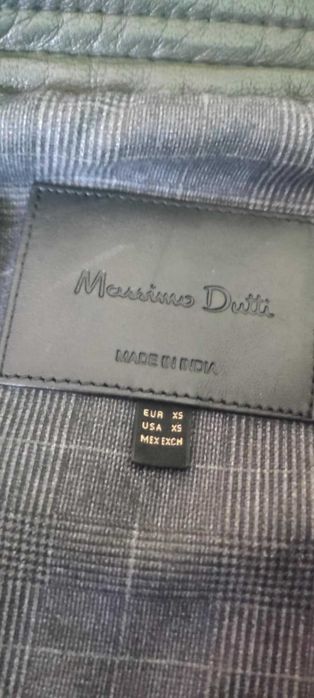 Massimo Dutti
MADE IN INDIA
EUR XS
USA XS
MEX EXCH